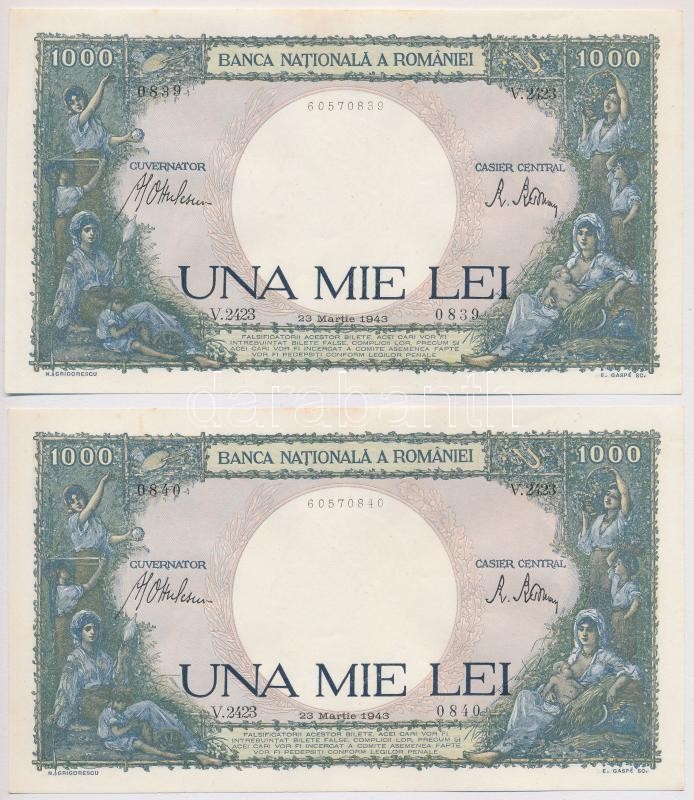 1000 BANCA NAȚIONALĂ A ROMÂNIEI 1000
0839 V.2423
60570839
GUVERNATOR CASIER CENTRAL
UNA MIE LEI
V.2423 23 Martie 1943 0839
FALSIFICATORII ACESTOR BILETE, ACEI CARI VOR FI
INTREBUINTAT BILETE FALSE, COMPLICII LOR, PRECUM ȘI
ACEI CARI VOR FI INCERCAT A COMITE ASEMENEA FAPTE
VOR FI PEDEPSITI CONFORM LEGILOR PENALE
N. GRIGORESCU E. GASPÉ SC.
darabanth
1000 BANCA NAȚIONALĂ A ROMÂNIEI 1000
0840 V.2423
60570840
GUVERNATOR CASIER CENTRAL
UNA MIE LEI
V.2423 23 Martie 1943 0840
FALSIFICATORII ACESTOR BILETE, ACEI CARI VOR FI
INTREBUINTAT BILETE FALSE, COMPLICII LOR, PRECUM ȘI
ACEI CARI VOR FI INCERCAT A COMITE ASEMENEA FAPTE
VOR FI PEDEPSITI CONFORM LEGILOR PENALE
N. GRIGORESCU E. GASPÉ SC.